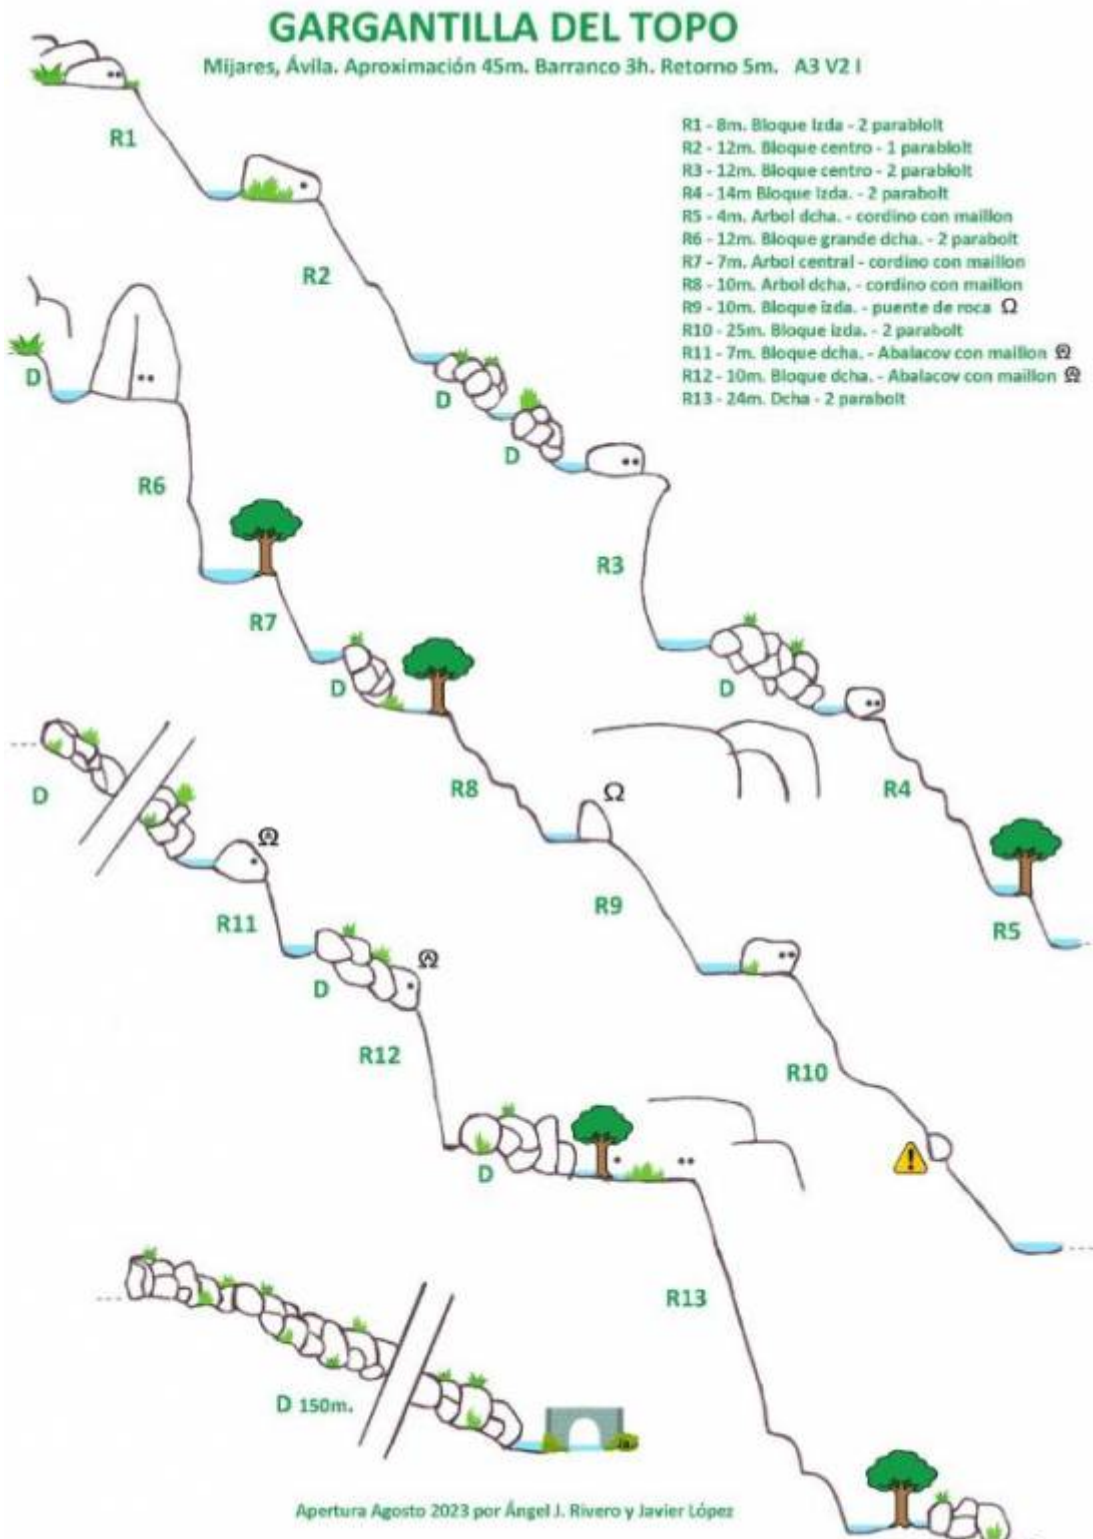 GARGANTILLA DEL TOPO
Mijares, Ávila. Aproximación 45m. Barranco 3h. Retorno 5m. A3 V2 I
R1 - 8m. Bloque Izda - 2 parablolt
R2 - 12m. Bloque centro - 1 parablolt
R3 - 12m. Bloque centro - 2 parablolt
R4 - 14m Bloque Izda. - 2 parabolt
R5 - 4m. Arbol dcha. - cordino con maillon
R6 - 12m. Bloque grande dcha. - 2 parabolt
R7 - 7m. Arbol central - cordino con maillon
R8 - 10m. Arbol dcha. - cordino con maillon
R9 - 10m. Bloque izda. - puente de roca Ω
R10 - 25m. Bloque izda. - 2 parabolt
R11 - 7m. Bloque dcha. - Abalacov con maillon
R12 - 10m. Bloque dcha. - Abalacov con maillon
R13 - 24m. Dcha - 2 parabolt
R1
R2
D
D
D
R6
R3
R7
D
D
R8
Ω
R4
D
R11
R9
R5
D
R12
R10
D
!
R13
D 150m.
Apertura Agosto 2023 por Ángel J. Rivero y Javier López